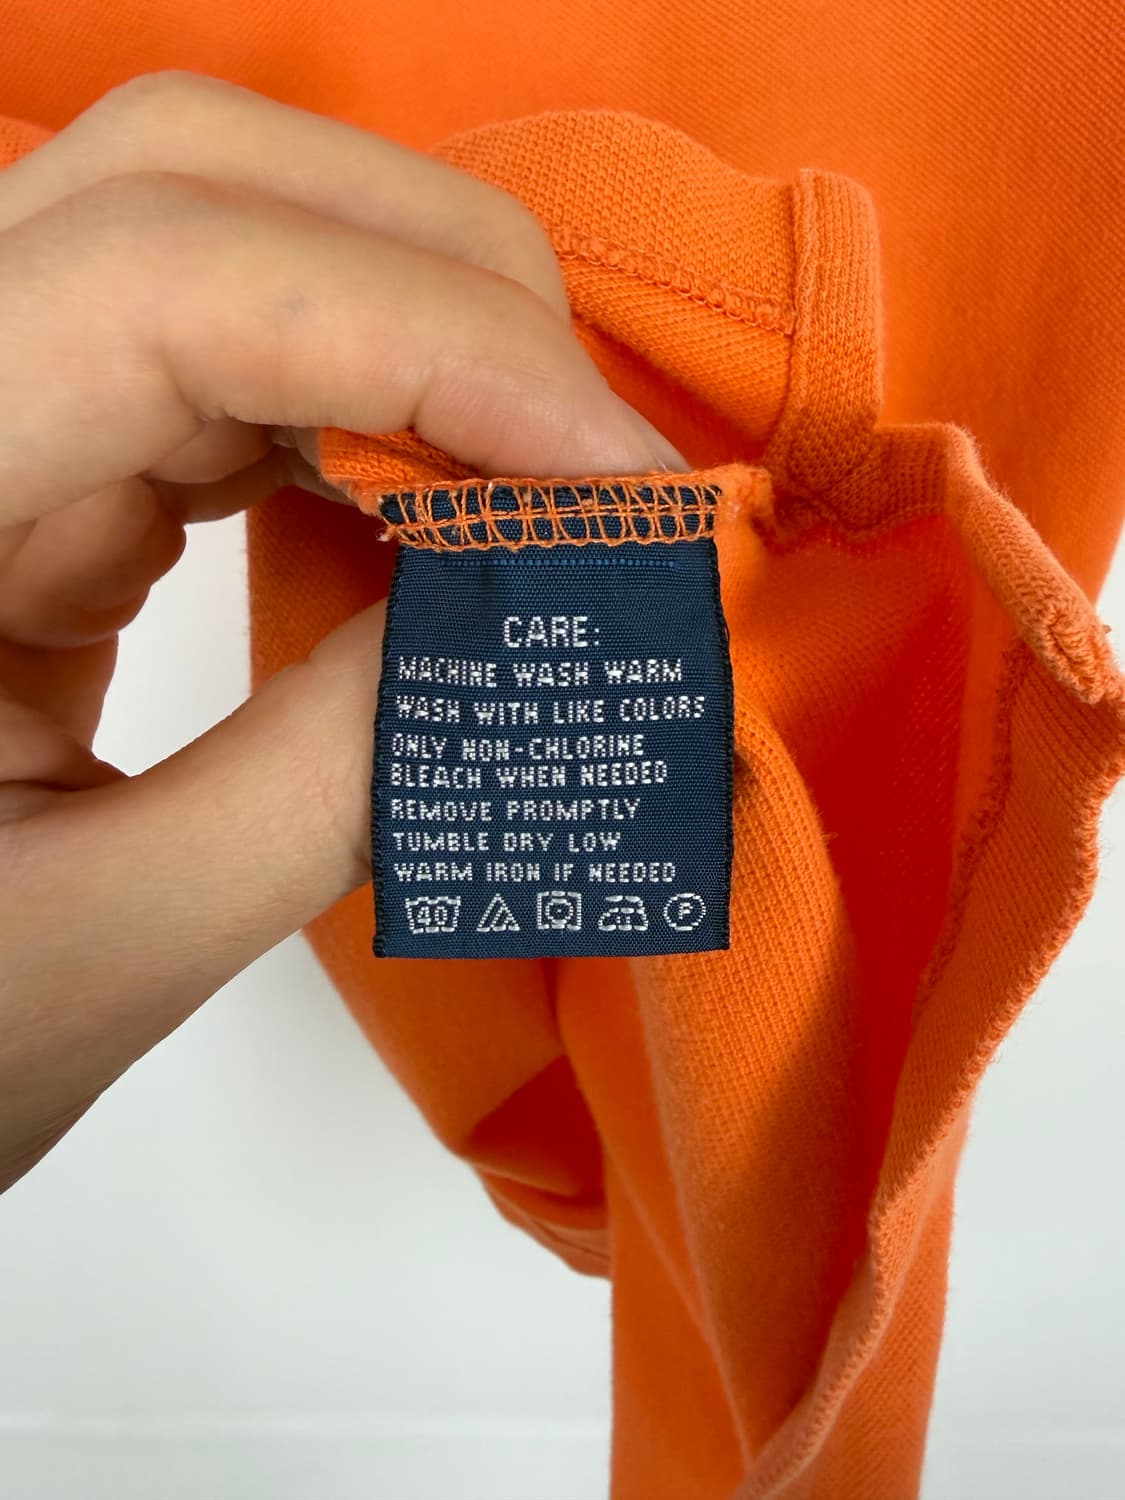 CARE:
MACHINE WASH WARM
WASH WITH LIKE COLORS
ONLY NON-CHLORINE
BLEACH WHEN NEEDED
REMOVE PROMPTLY
TUMBLE DRY LOW
WARM IRON IF NEEDED
40 P